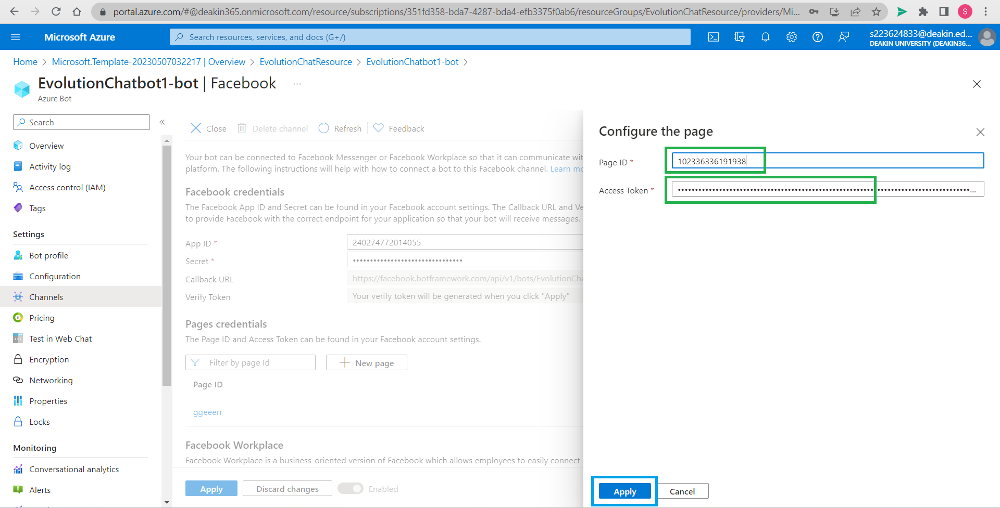 portal.azure.com/#@deakin365.onmicrosoft.com/resource/subscriptions/351fd358-bda7-4287-bda4-efb3375f0ab6/resourceGroups/EvolutionChatResource/providers/Mi...
S
Microsoft Azure
Search resources, services, and docs (G+/)
s223624833@deakin.ed...
DEAKIN UNIVERSITY (DEAKIN36...
Home > Microsoft.Template-20230507032217 | Overview > EvolutionChatResource > EvolutionChatbot1-bot >
EvolutionChatbot1-bot | Facebook ...
Azure Bot
Search
Overview
Activity log
Access control (IAM)
Tags
Settings
Bot profile
Configuration
Channels
Pricing
Test in Web Chat
Encryption
Networking
Properties
Locks
Monitoring
Conversational analytics
Alerts
Close
Delete channel
Refresh
Feedback
Your bot can be connected to Facebook Messenger or Facebook Workplace so that it can communicate wit
platform. The following instructions will help with how to connect a bot to this Facebook channel. Learn mo
Facebook credentials
The Facebook App ID and Secret can be found in your Facebook account settings. The Callback URL and Ve
to provide Facebook with the correct endpoint for your application so that your bot will receive messages.
App ID *
240274772014055
Secret *
Callback URL
https://facebook.botframework.com/api/v1/bots/EvolutionCha
Verify Token
Your verify token will be generated when you click "Apply"
Pages credentials
The Page ID and Access Token can be found in your Facebook account settings.
Filter by page Id
New page
Page ID
ggeeerr
Facebook Workplace
Facebook Workplace is a business-oriented version of Facebook which allows employees to easily connect a
Apply
Discard changes
Enabled
Configure the page
Page ID *
102336336191938
Access Token *
Apply
Cancel